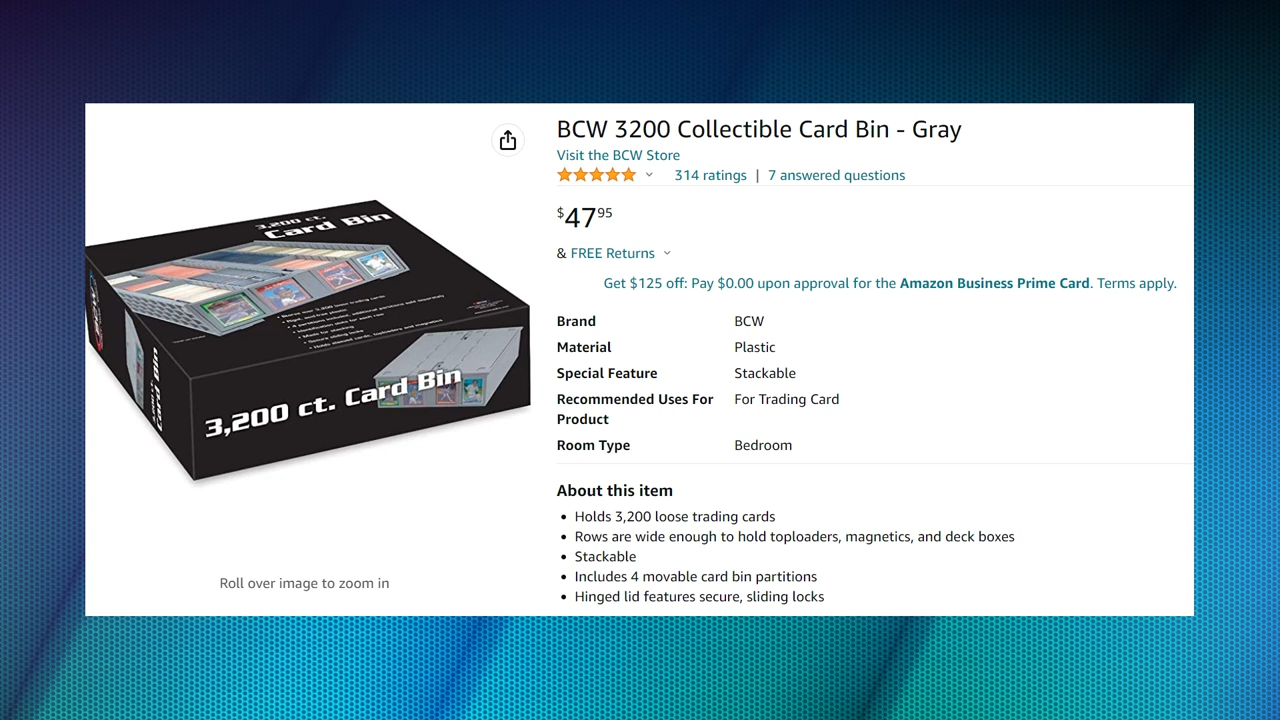 BCW 3200 Collectible Card Bin - Gray
Visit the BCW Store
314 ratings | 7 answered questions
$47 95
& FREE Returns
Get $125 off: Pay $0.00 upon approval for the Amazon Business Prime Card. Terms apply.
Brand BCW
Material Plastic
Special Feature Stackable
Recommended Uses For Product For Trading Card
Room Type Bedroom
About this item
• Holds 3,200 loose trading cards
• Rows are wide enough to hold toploaders, magnetics, and deck boxes
• Stackable
• Includes 4 movable card bin partitions
• Hinged lid features secure, sliding locks
3,200 ct.
Card Bin
3,200 ct. Card Bin
Card Bin
Roll over image to zoom in